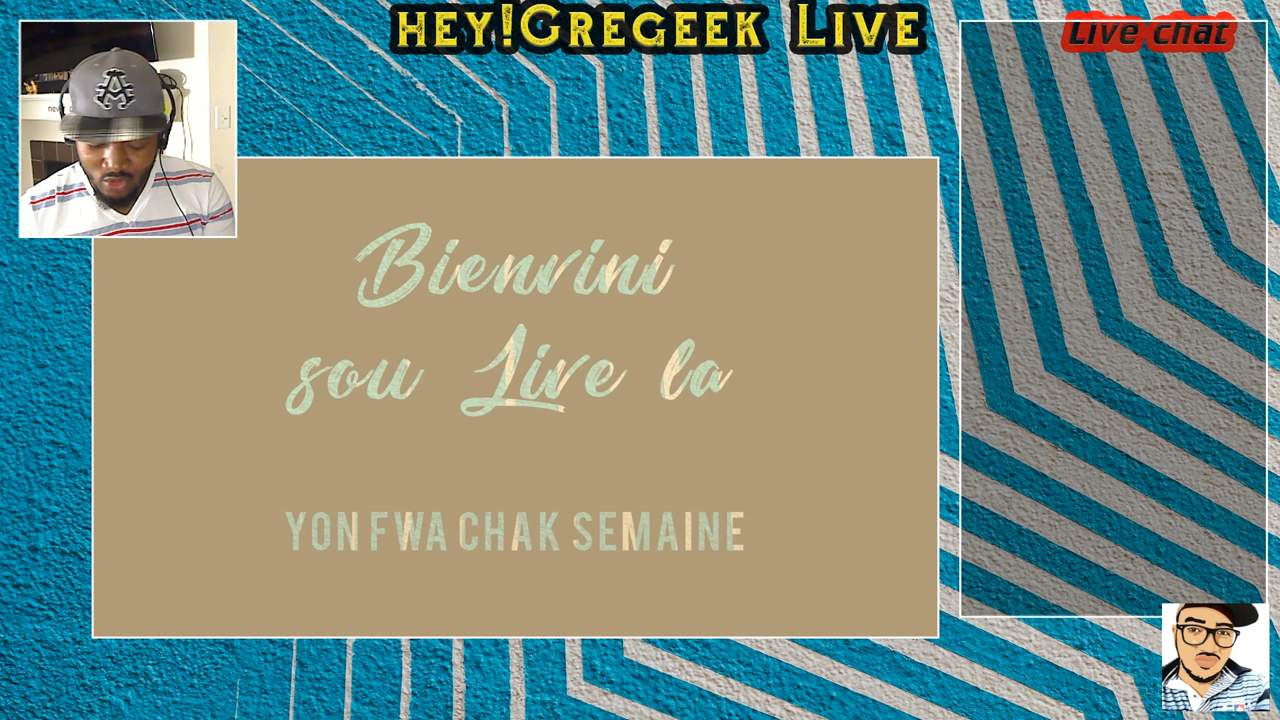 hey!Gregeek Live
Live chat
Bienvini
sou Live la
YON FWA CHAK SEMAINE